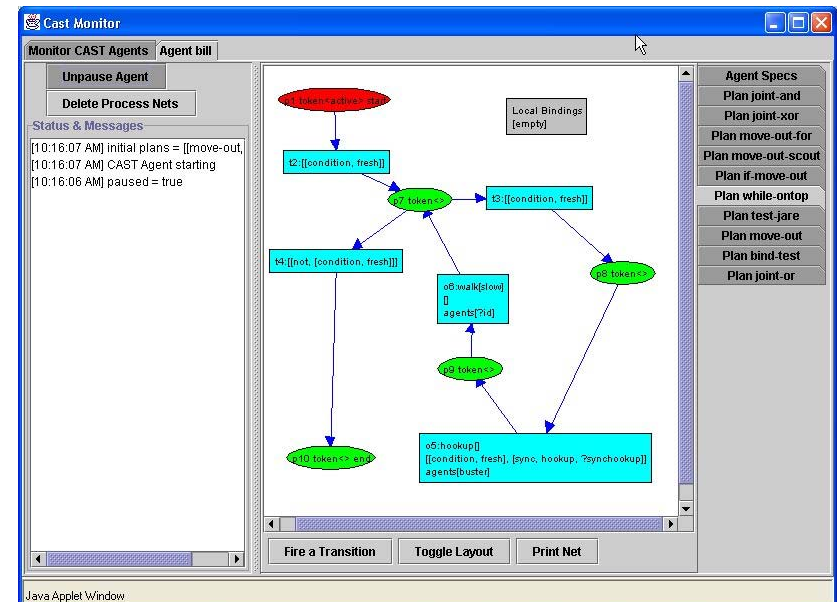 Cast Monitor
Monitor CAST Agents
Agent bill
Unpause Agent
Delete Process Nets
Status & Messages
[10:16:07 AM] initial plans = [[move-out,
[10:16:07 AM] CAST Agent starting
[10:16:06 AM] paused = true
p1 token<active> start
Local Bindings
[empty]
t2:[[condition, fresh]]
p7 token<>
t3:[[condition, fresh]]
t4:[[not, [condition, fresh]]]
p8 token<>
o6:walk[slow]
[]
agents[?id]
p9 token<>
o5:hookup[]
[[condition, fresh], [sync, hookup, ?synchookup]]
agents[buster]
p10 token<> end
Fire a Transition
Toggle Layout
Print Net
Agent Specs
Plan joint-and
Plan joint-xor
Plan move-out-for
Plan move-out-scout
Plan if-move-out
Plan while-ontop
Plan test-jare
Plan move-out
Plan bind-test
Plan joint-or
Java Applet Window